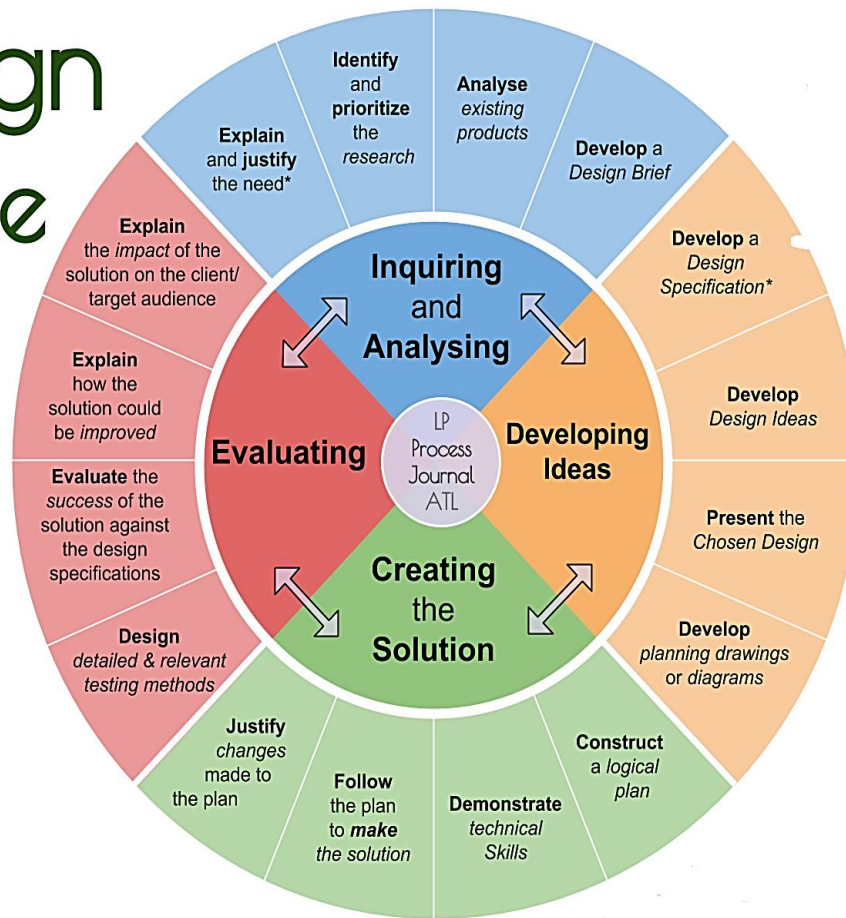 gn
e
Explain
and justify
the need*
Identify
and
prioritize
the
research
Analyse
existing
products
Develop a
Design Brief
Develop a
Design
Specification*
Develop
Design Ideas
Present the
Chosen Design
Develop
planning drawings
or diagrams
Construct
a logical
plan
Demonstrate
technical
Skills
Follow
the plan
to make
the solution
Justify
changes
made to
the plan
Design
detailed & relevant
testing methods
Evaluate the
success of the
solution against
the design
specifications
Explain
how the
solution could
be improved
Explain
the impact of the
solution on the client/
target audience
Inquiring
and
Analysing
Developing
Ideas
Creating
the
Solution
Evaluating
LP
Process
Journal
ATL